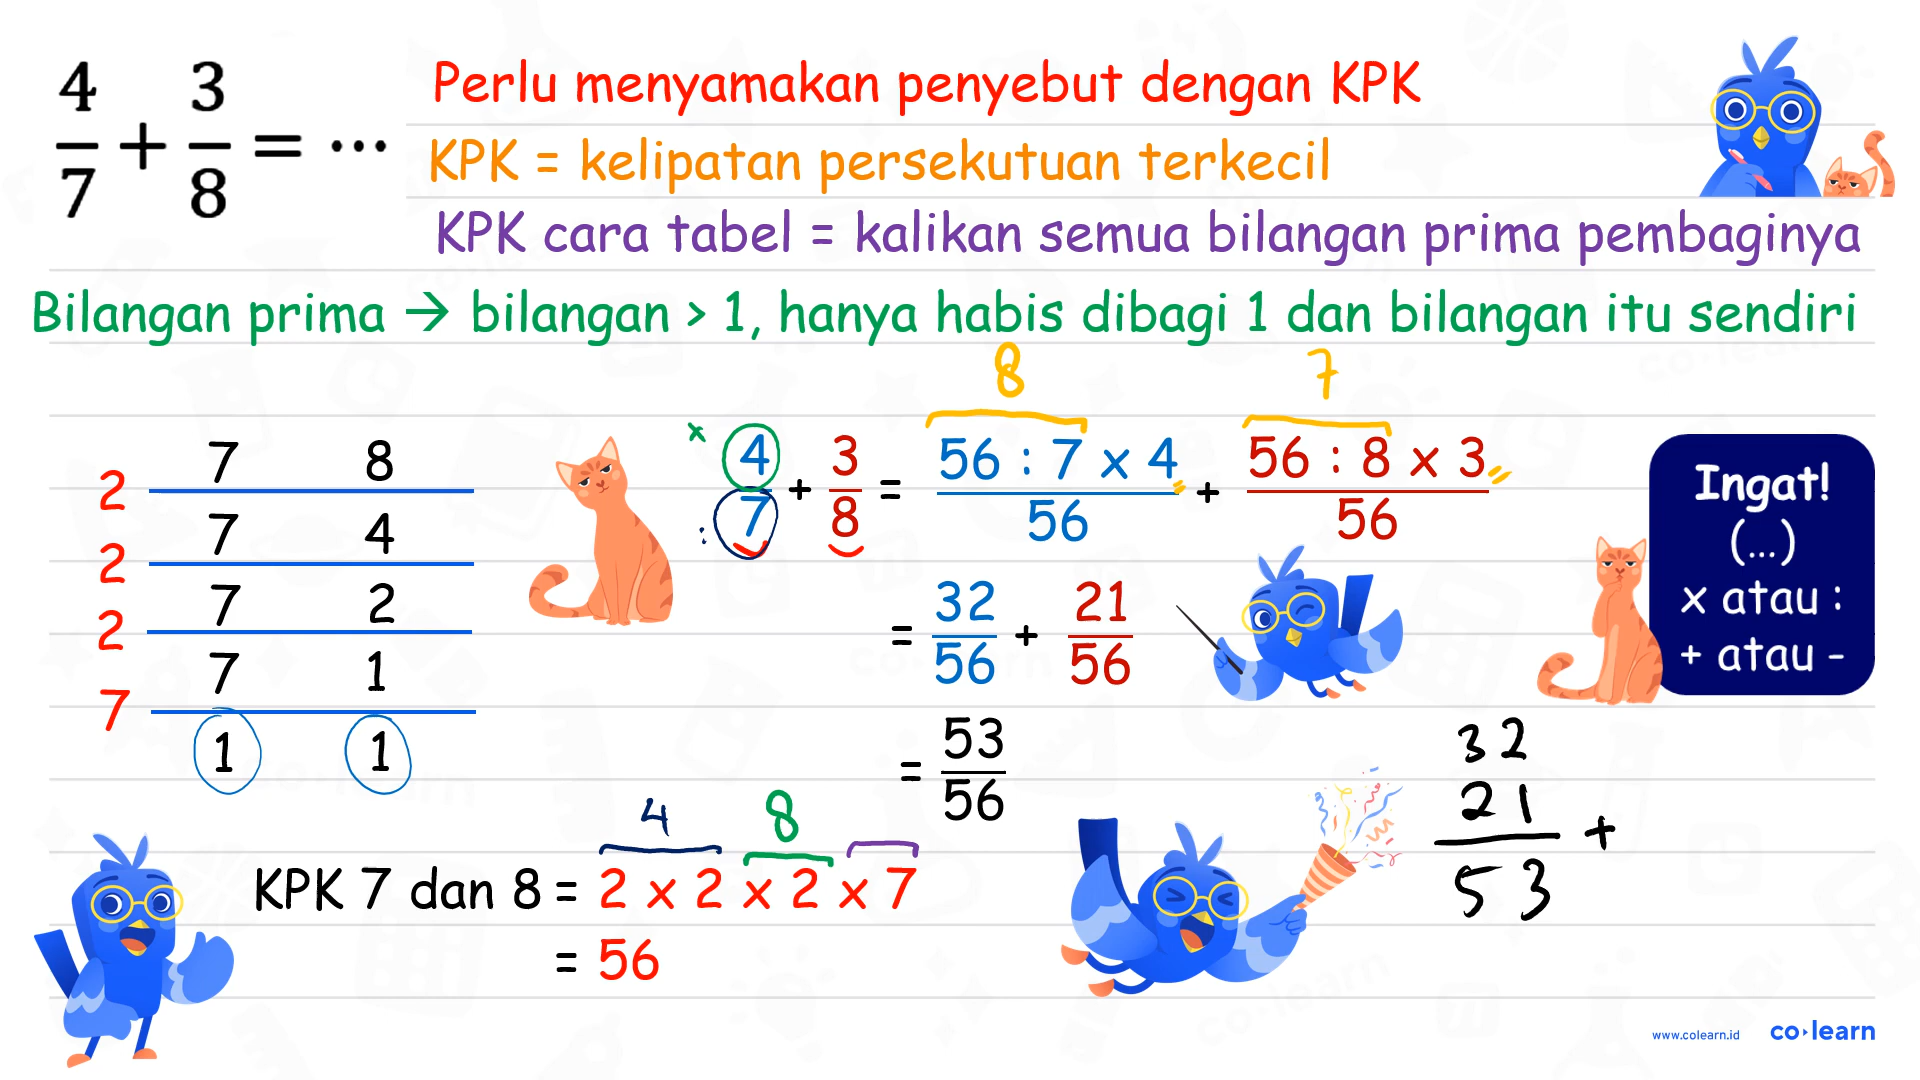 4/7 + 3/8 = ...
Perlu menyamakan penyebut dengan KPK
KPK = kelipatan persekutuan terkecil
KPK cara tabel = kalikan semua bilangan prima pembaginya
Bilangan prima → bilangan > 1, hanya habis dibagi 1 dan bilangan itu sendiri
7 8
2
7 4
2
7 2
2
7 1
7
1 1
8 7
x
:
4/7 + 3/8 = 56 : 7 x 4/56 + 56 : 8 x 3/56
= 32/56 + 21/56
= 53/56
Ingat!
(...)
x atau :
+ atau -
32
21 +
53
4 8
KPK 7 dan 8 = 2 x 2 x 2 x 7
= 56
www.colearn.id co·learn